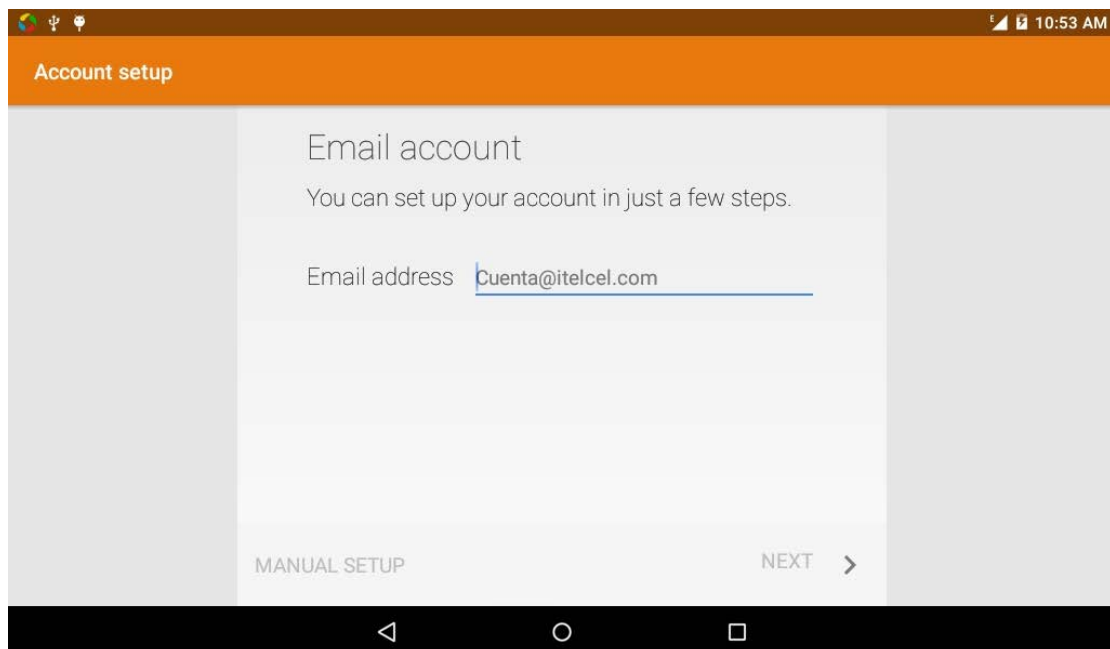 E 10:53 AM
Account setup
Email account
You can set up your account in just a few steps.
Email address Cuenta@itelcel.com
MANUAL SETUP
NEXT